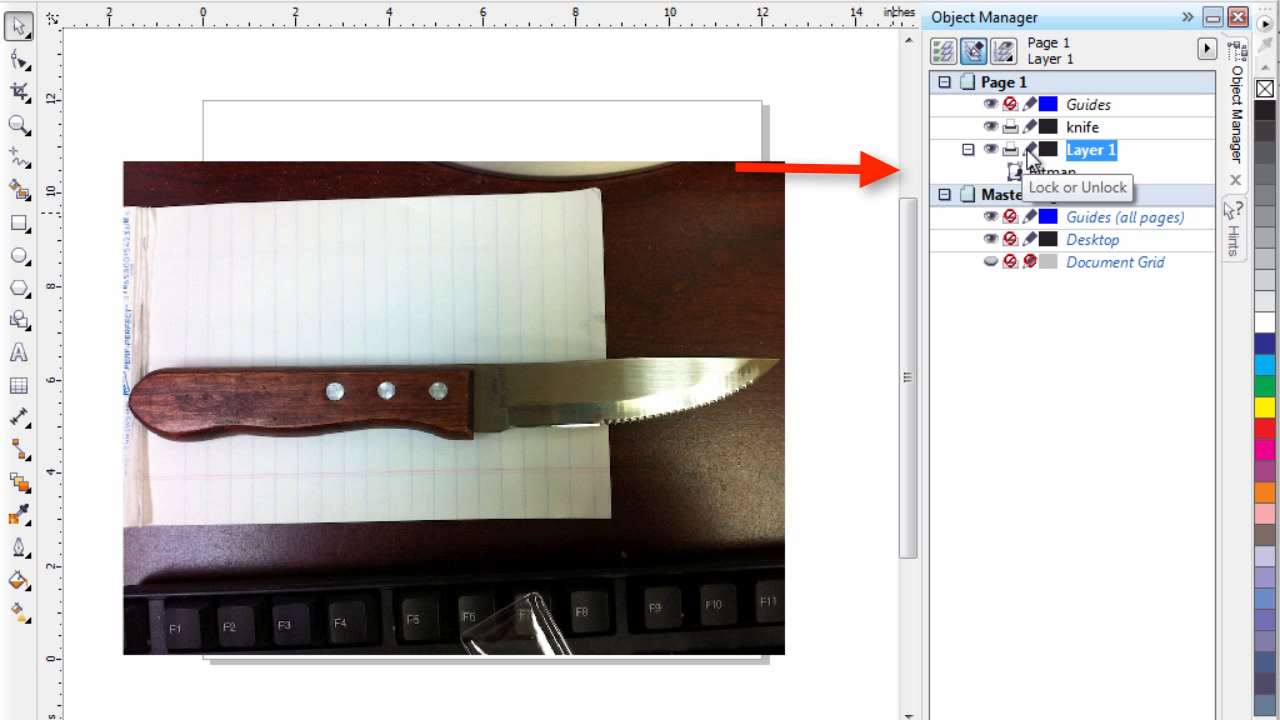 2 0 2 4 6 8 10 12 14 inches
12
10
8
6
4
2
0
Object Manager
Page 1
Layer 1
Page 1
Guides
knife
Layer 1
Lock or Unlock
Guides (all pages)
Desktop
Document Grid
Object Manager
Hints
F1 F2 F3 F4 F5 F6 F7 F8 F9 F10 F11